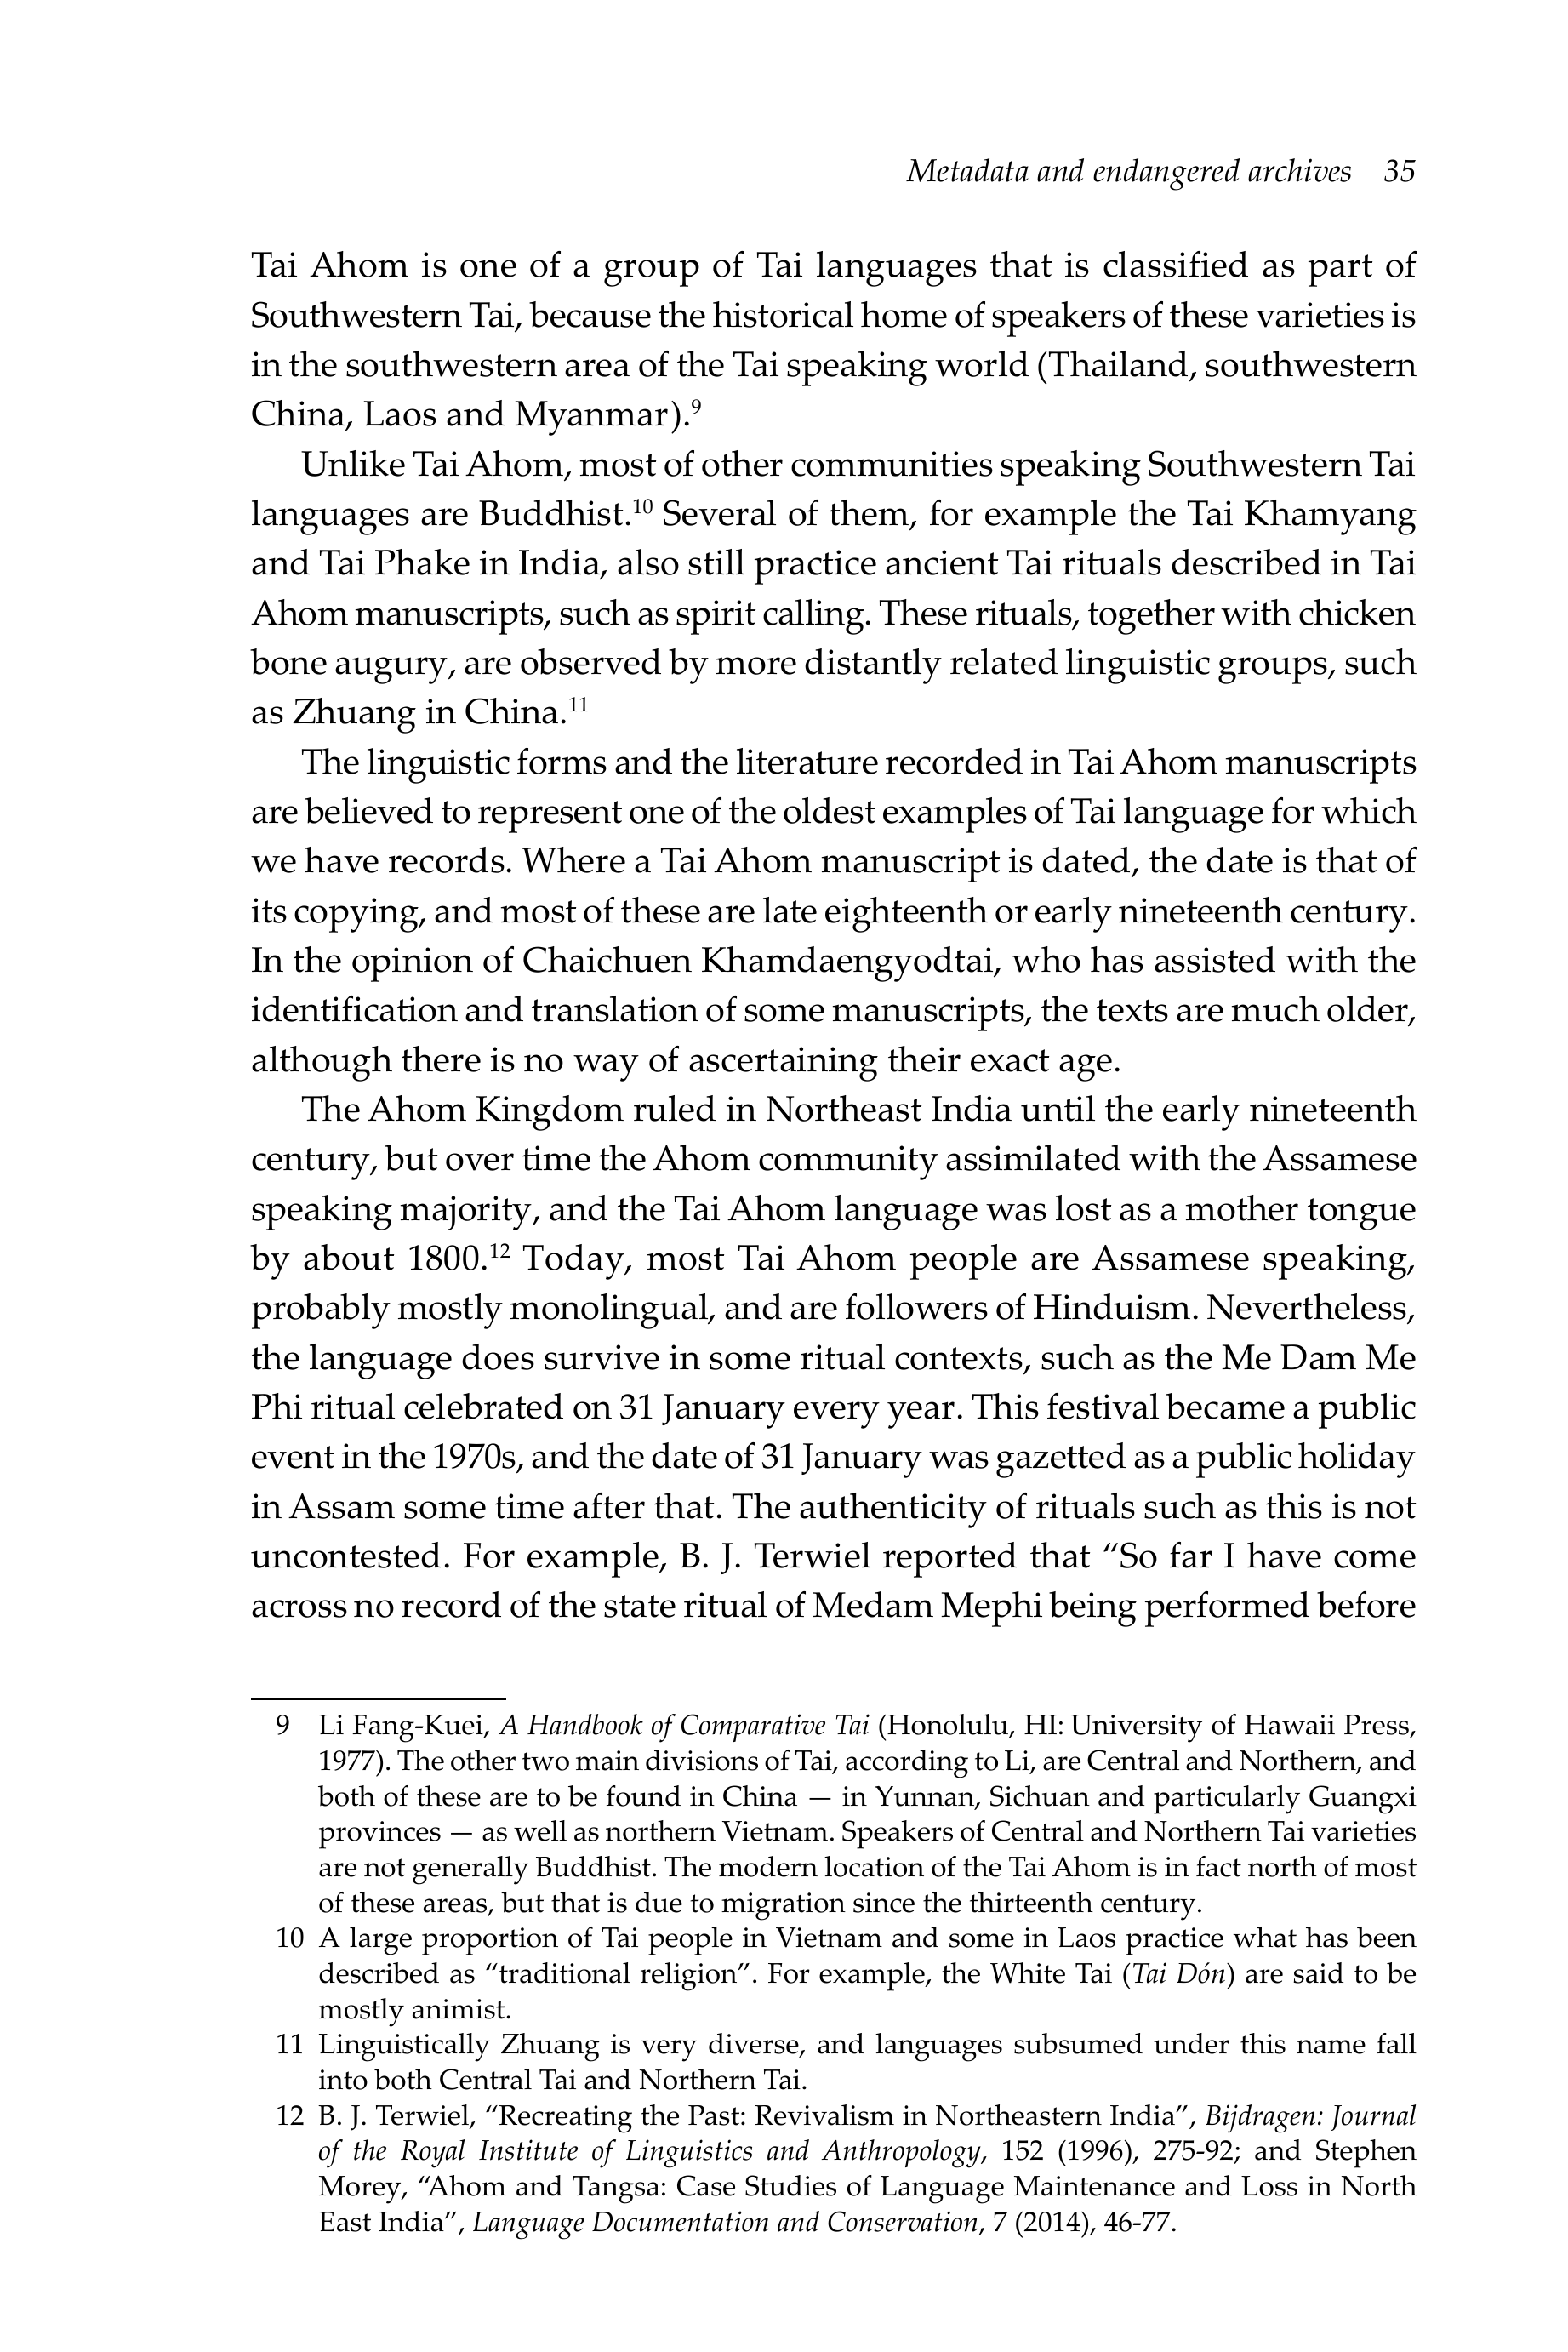 Metadata and endangered archives 35
Tai Ahom is one of a group of Tai languages that is classified as part of
Southwestern Tai, because the historical home of speakers of these varieties is
in the southwestern area of the Tai speaking world (Thailand, southwestern
China, Laos and Myanmar).9
Unlike Tai Ahom, most of other communities speaking Southwestern Tai
languages are Buddhist.10 Several of them, for example the Tai Khamyang
and Tai Phake in India, also still practice ancient Tai rituals described in Tai
Ahom manuscripts, such as spirit calling. These rituals, together with chicken
bone augury, are observed by more distantly related linguistic groups, such
as Zhuang in China.11
The linguistic forms and the literature recorded in Tai Ahom manuscripts
are believed to represent one of the oldest examples of Tai language for which
we have records. Where a Tai Ahom manuscript is dated, the date is that of
its copying, and most of these are late eighteenth or early nineteenth century.
In the opinion of Chaichuen Khamdaengyodtai, who has assisted with the
identification and translation of some manuscripts, the texts are much older,
although there is no way of ascertaining their exact age.
The Ahom Kingdom ruled in Northeast India until the early nineteenth
century, but over time the Ahom community assimilated with the Assamese
speaking majority, and the Tai Ahom language was lost as a mother tongue
by about 1800.12 Today, most Tai Ahom people are Assamese speaking,
probably mostly monolingual, and are followers of Hinduism. Nevertheless,
the language does survive in some ritual contexts, such as the Me Dam Me
Phi ritual celebrated on 31 January every year. This festival became a public
event in the 1970s, and the date of 31 January was gazetted as a public holiday
in Assam some time after that. The authenticity of rituals such as this is not
uncontested. For example, B. J. Terwiel reported that “So far I have come
across no record of the state ritual of Medam Mephi being performed before
9 Li Fang-Kuei, A Handbook of Comparative Tai (Honolulu, HI: University of Hawaii Press,
1977). The other two main divisions of Tai, according to Li, are Central and Northern, and
both of these are to be found in China — in Yunnan, Sichuan and particularly Guangxi
provinces — as well as northern Vietnam. Speakers of Central and Northern Tai varieties
are not generally Buddhist. The modern location of the Tai Ahom is in fact north of most
of these areas, but that is due to migration since the thirteenth century.
10 A large proportion of Tai people in Vietnam and some in Laos practice what has been
described as “traditional religion”. For example, the White Tai (Tai Dón) are said to be
mostly animist.
11 Linguistically Zhuang is very diverse, and languages subsumed under this name fall
into both Central Tai and Northern Tai.
12 B. J. Terwiel, “Recreating the Past: Revivalism in Northeastern India”, Bijdragen: Journal
of the Royal Institute of Linguistics and Anthropology, 152 (1996), 275-92; and Stephen
Morey, “Ahom and Tangsa: Case Studies of Language Maintenance and Loss in North
East India”, Language Documentation and Conservation, 7 (2014), 46-77.